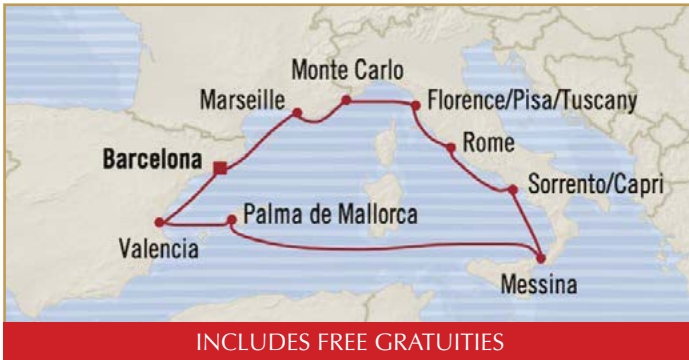 Monte Carlo
Marseille
Florence/Pisa/Tuscany
Rome
Barcelona
Sorrento/Capri
Palma de Mallorca
Valencia
Messina
INCLUDES FREE GRATUITIES